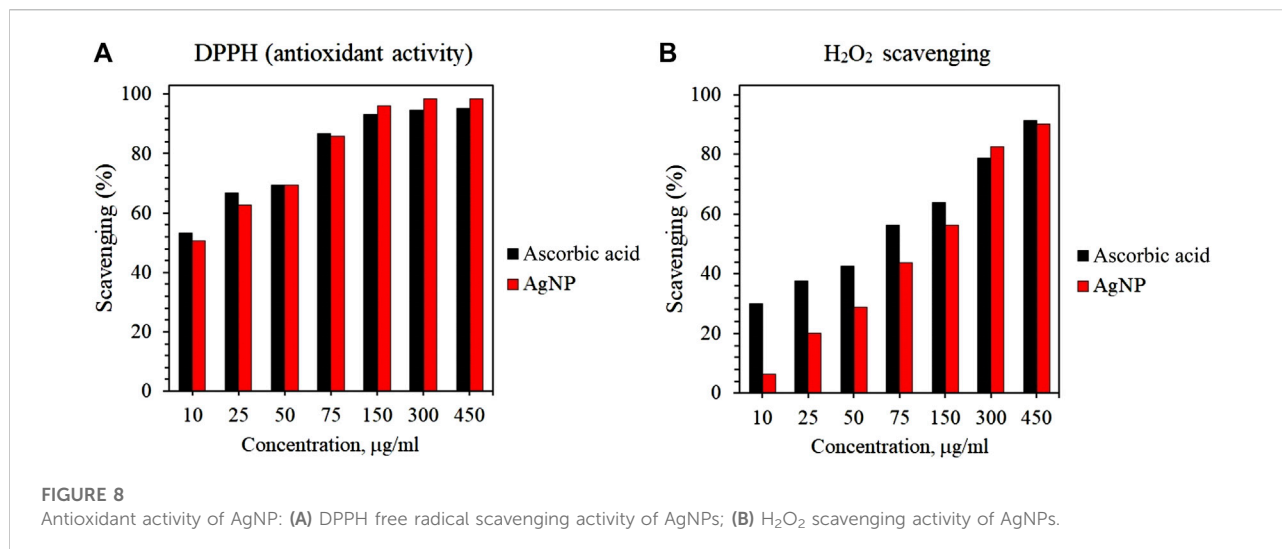 A
DPPH (antioxidant activity)
Scavenging (%)
100
80
60
40
20
0
10 25 50 75 150 300 450
Concentration, µg/ml
Ascorbic acid
AgNP
B
H₂O₂ scavenging
Scavenging (%)
100
80
60
40
20
0
10 25 50 75 150 300 450
Concentration, µg/ml
Ascorbic acid
AgNP
FIGURE 8
Antioxidant activity of AgNP: (A) DPPH free radical scavenging activity of AgNPs; (B) H₂O₂ scavenging activity of AgNPs.